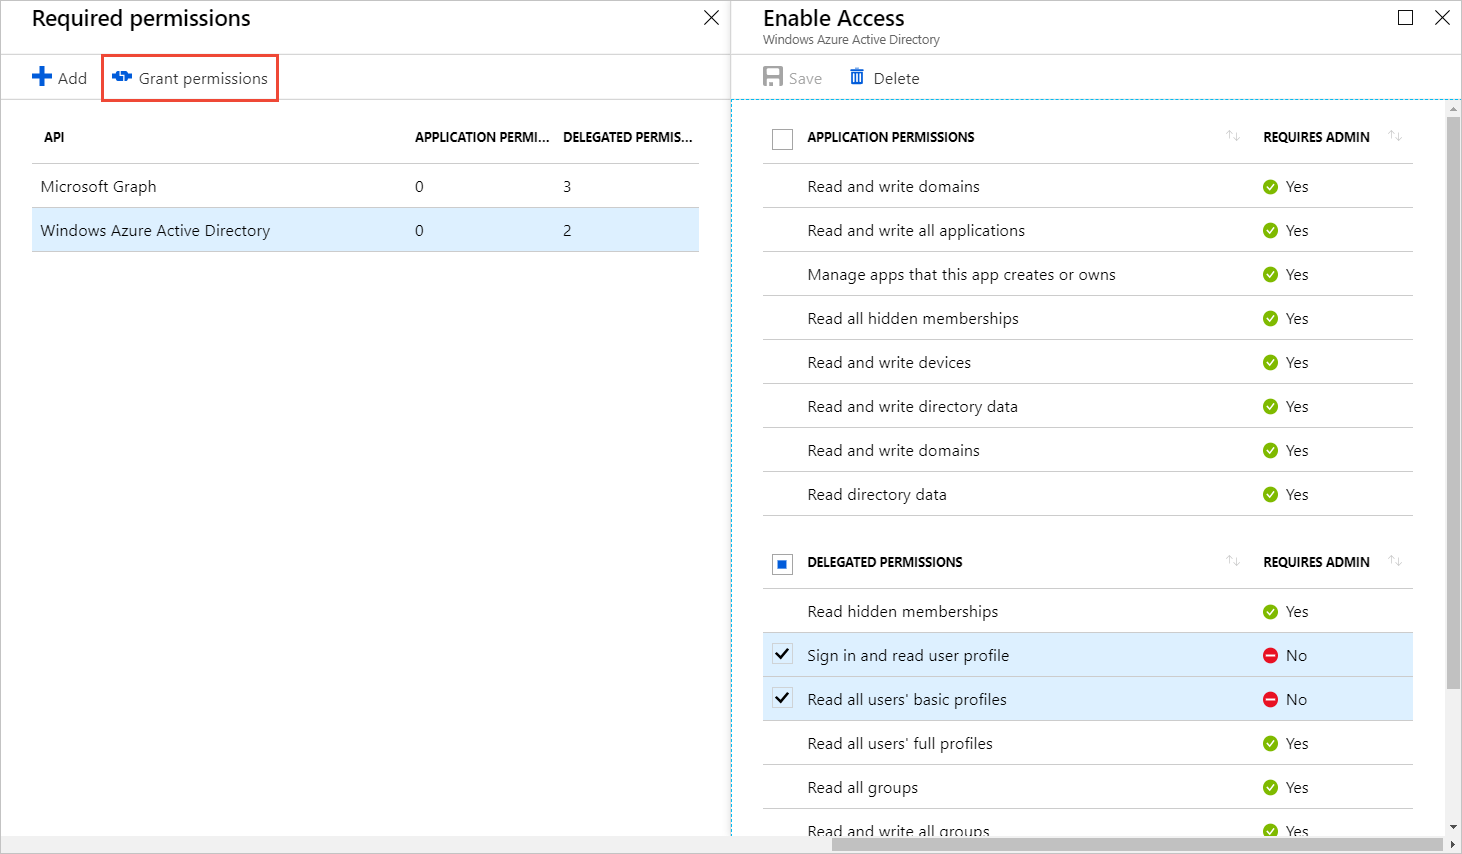 Required permissions
Add Grant permissions
API APPLICATION PERMI... DELEGATED PERMIS...
Microsoft Graph 0 3
Windows Azure Active Directory 0 2
Enable Access
Windows Azure Active Directory
Save Delete
APPLICATION PERMISSIONS REQUIRES ADMIN
Read and write domains Yes
Read and write all applications Yes
Manage apps that this app creates or owns Yes
Read all hidden memberships Yes
Read and write devices Yes
Read and write directory data Yes
Read and write domains Yes
Read directory data Yes
DELEGATED PERMISSIONS REQUIRES ADMIN
Read hidden memberships Yes
Sign in and read user profile No
Read all users' basic profiles No
Read all users' full profiles Yes
Read all groups Yes
Read and write all groups Yes